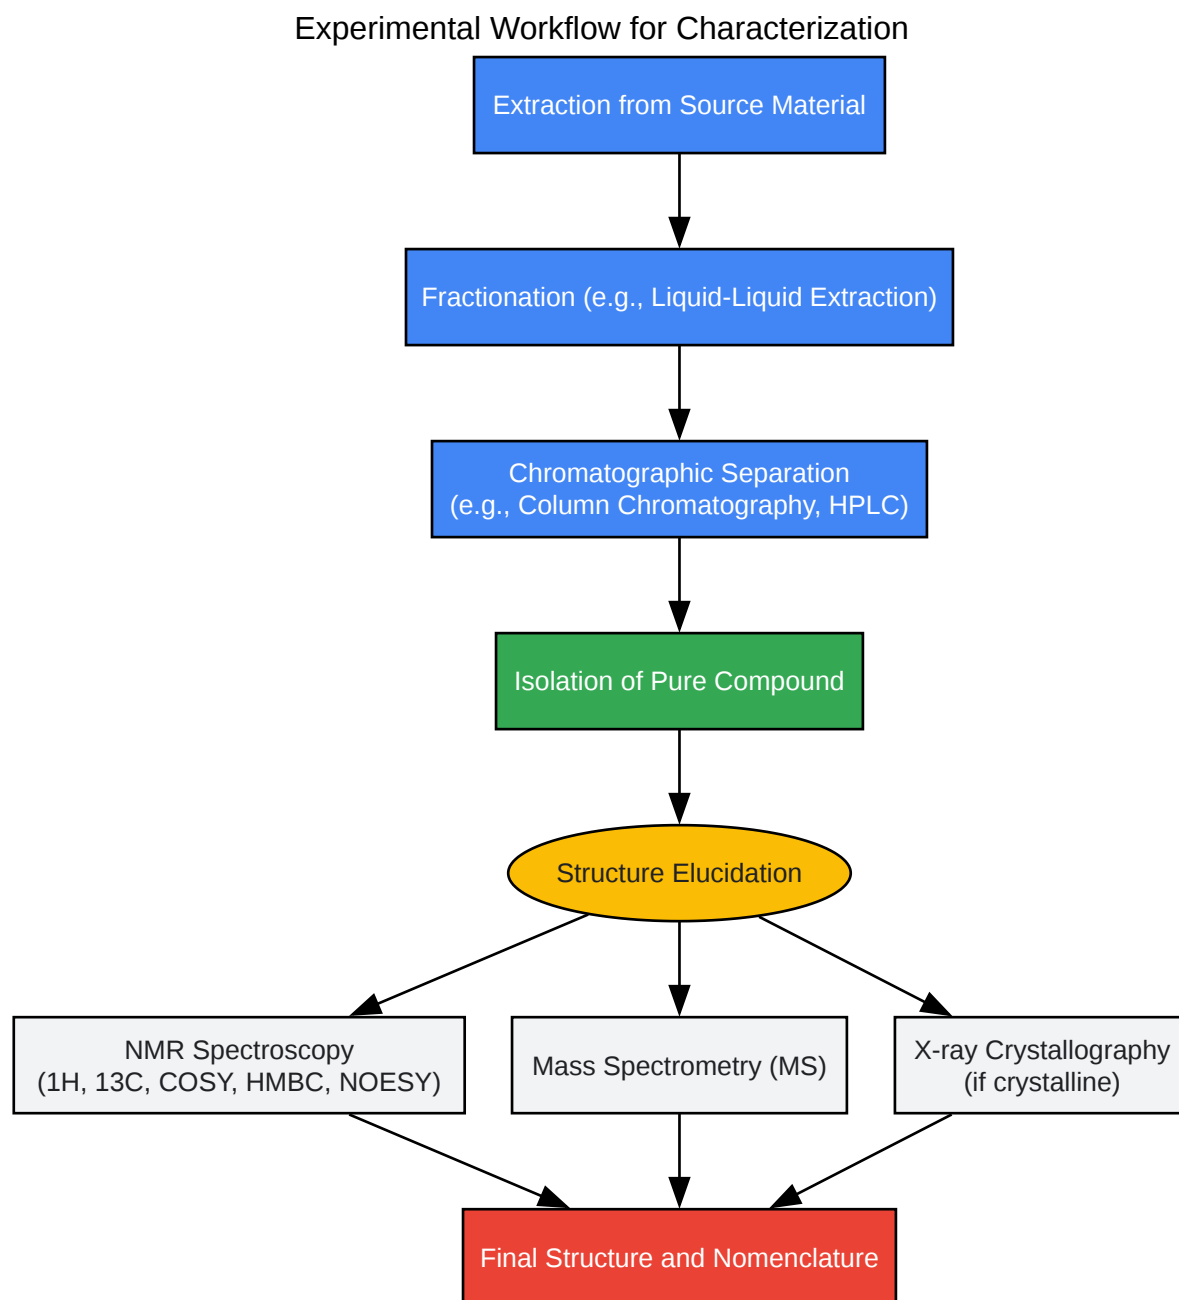 Experimental Workflow for Characterization
Extraction from Source Material
Fractionation (e.g., Liquid-Liquid Extraction)
Chromatographic Separation
(e.g., Column Chromatography, HPLC)
Isolation of Pure Compound
Structure Elucidation
NMR Spectroscopy
(1H, 13C, COSY, HMBC, NOESY)
Mass Spectrometry (MS)
X-ray Crystallography
(if crystalline)
Final Structure and Nomenclature